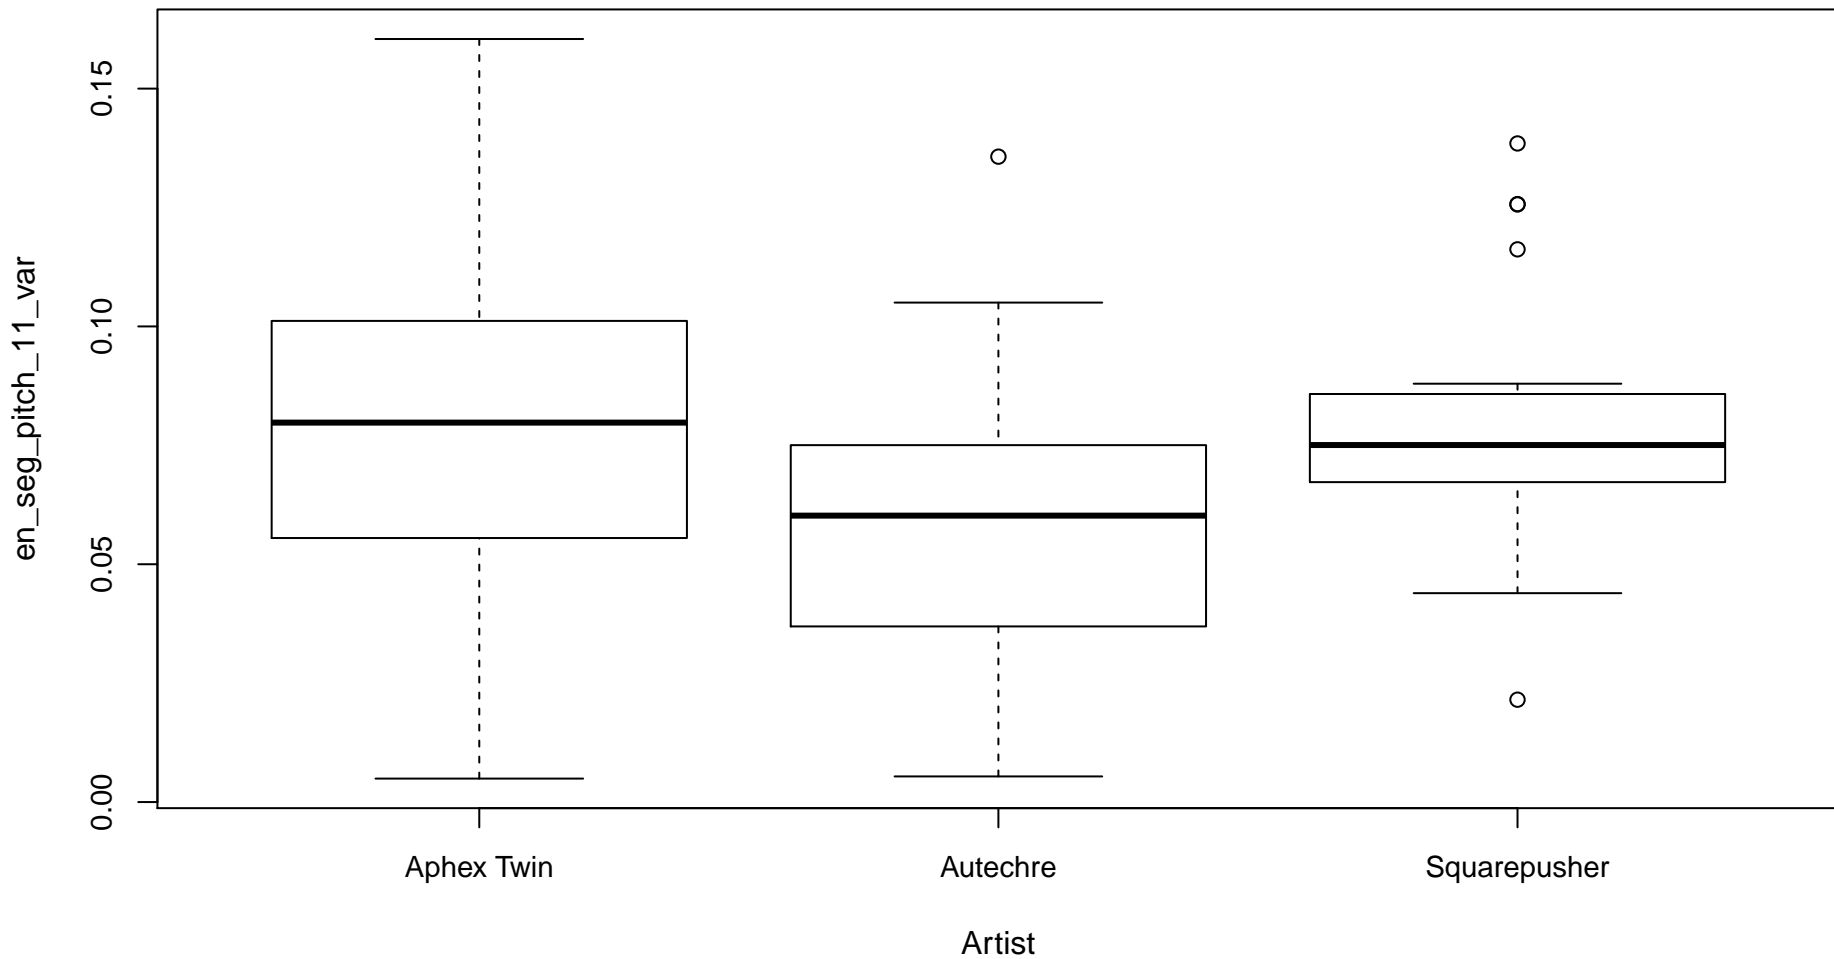 en_seg_pitch_11_var
0.15
0.10
0.05
0.00
Aphex Twin
Autechre
Squarepusher
Artist